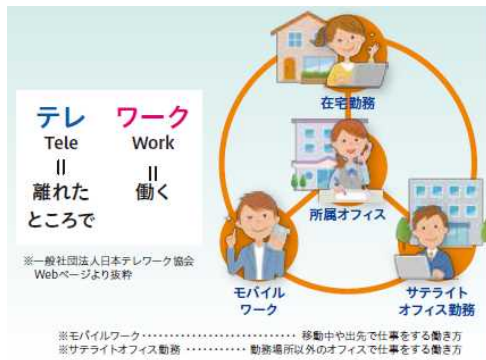 テレ ワーク
Tele Work
＝ ＝
離れた 働く
ところで
※一般社団法人日本テレワーク協会
Webページより抜粋
在宅勤務
所属オフィス
モバイル
ワーク
サテライト
オフィス勤務
※モバイルワーク‥‥‥‥‥‥‥‥‥‥‥ 移動中や出先で仕事をする働き方
※サテライトオフィス勤務 ‥‥‥‥‥ 勤務場所以外のオフィスで仕事をする働き方